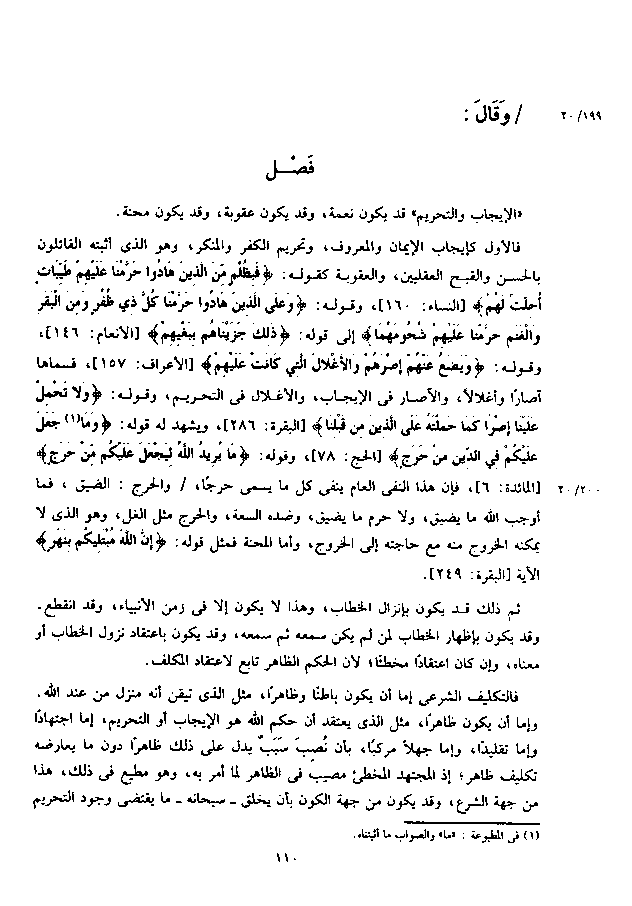 ٢٠/١٩٩ / وَقَالَ :
فَصْـل
«الإيجاب والتحريم» قد يكون نعمة، وقد يكون عقوبة، وقد يكون محنة.
فالأول كإيجاب الإيمان والمعروف، وتحريم الكفر والمنكر، وهو الذى أثبته القائلون
بالحسن والقبح العقليين، والعقوبة كقوله: ﴿فَبِظُلْمٍ مِّنَ الَّذِينَ هَادُوا حَرَّمْنَا عَلَيْهِمْ طَيِّبَاتٍ
أُحِلَّتْ لَهُمْ﴾ [النساء: ١٦٠]، وقوله: ﴿وَعَلَى الَّذِينَ هَادُوا حَرَّمْنَا كُلَّ ذِي ظُفُرٍ وَمِنَ الْبَقَرِ
وَالْغَنَمِ حَرَّمْنَا عَلَيْهِمْ شُحُومَهُمَا﴾ إلى قوله: ﴿ذَلِكَ جَزَيْنَاهُم بِبَغْيِهِمْ﴾ [الأنعام: ١٤٦]،
وقوله: ﴿وَيَضَعُ عَنْهُمْ إِصْرَهُمْ وَالأَغْلالَ الَّتِي كَانَتْ عَلَيْهِمْ﴾ [الأعراف: ١٥٧]، فسماها
آصارًا وأغلالاً، والآصار فى الإيجاب، والأغلال فى التحريم، وقوله: ﴿وَلا تَحْمِلْ
عَلَيْنَا إِصْرًا كَمَا حَمَلْتَهُ عَلَى الَّذِينَ مِن قَبْلِنَا﴾ [البقرة: ٢٨٦]، ويشهد له قوله: ﴿وَمَا(١) جَعَلَ
عَلَيْكُمْ فِي الدِّينِ مِنْ حَرَجٍ﴾ [الحج: ٧٨]، وقوله: ﴿مَا يُرِيدُ اللَّهُ لِيَجْعَلَ عَلَيْكُم مِّنْ حَرَجٍ﴾
٢٠/٢٠٠ [المائدة: ٦]، فإن هذا النفى العام ينفى كل ما يسمى حرجًا، / والحرج : الضيق ، فما
أوجب الله ما يضيق، ولا حرم ما يضيق، وضده السعة، والحرج مثل الغل، وهو الذى لا
يمكنه الخروج منه مع حاجته إلى الخروج، وأما المحنة فمثل قوله: ﴿إِنَّ اللَّهَ مُبْتَلِيكُم بِنَهَرٍ﴾
الآية [البقرة: ٢٤٩].
ثم ذلك قد يكون بإنزال الخطاب، وهذا لا يكون إلا فى زمن الأنبياء، وقد انقطع.
وقد يكون بإظهار الخطاب لمن لم يكن سمعه ثم سمعه، وقد يكون باعتقاد نزول الخطاب أو
معناه، وإن كان اعتقادًا مخطئًا؛ لأن الحكم الظاهر تابع لاعتقاد المكلف.
فالتكليف الشرعى إما أن يكون باطنًا وظاهرًا، مثل الذى تيقن أنه منزل من عند الله.
وإما أن يكون ظاهرًا، مثل الذى يعتقد أن حكم الله هو الإيجاب أو التحريم، إما اجتهادًا
وإما تقليدًا، وإما جهلاً مركبًا، بأن نُصِبَ سَبَبٌ يدل على ذلك ظاهرًا دون ما يعارضه
تكليف ظاهر؛ إذ المجتهد المخطئ مصيب فى الظاهر لما أمر به، وهو مطيع فى ذلك، هذا
من جهة الشرع، وقد يكون من جهة الكون بأن يخلق ـ سبحانه ـ ما يقتضى وجود التحريم
(١) فى المطبوعة : «ما» والصواب ما أثبتناه.
١١٠